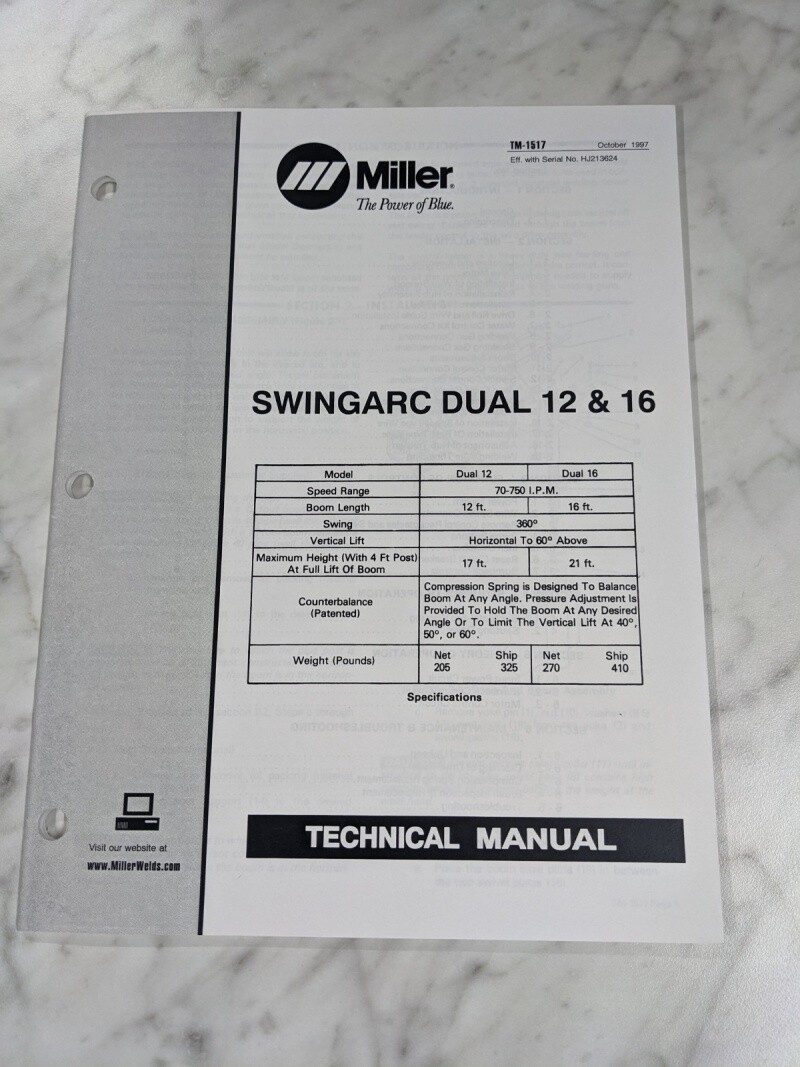 TM-1517 October 1997
Eff. with Serial No. HJ213624
Miller®
The Power of Blue.
SWINGARC DUAL 12 & 16
Model Dual 12 Dual 16
Speed Range 70-750 I.P.M.
Boom Length 12 ft. 16 ft.
Swing 360°
Vertical Lift Horizontal To 60° Above
Maximum Height (With 4 Ft Post)
At Full Lift Of Boom 17 ft. 21 ft.
Counterbalance
(Patented)
Compression Spring is Designed To Balance
Boom At Any Angle. Pressure Adjustment Is
Provided To Hold The Boom At Any Desired
Angle Or To Limit The Vertical Lift At 40°,
50°, or 60°.
Weight (Pounds)
Net Ship Net Ship
205 325 270 410
Specifications
TECHNICAL MANUAL
Visit our website at
www.MillerWelds.com